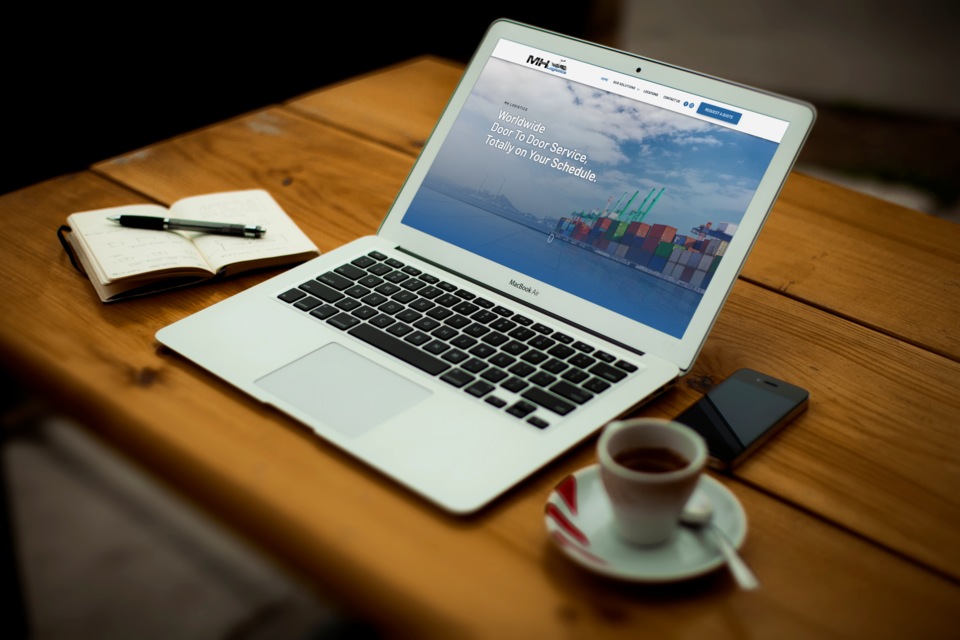 MH
Logistics
HOME
OUR SOLUTIONS
LOCATIONS
CONTACT US
REQUEST A QUOTE
MH LOGISTICS
Worldwide
Door To Door Service,
Totally on Your Schedule.
MacBook Air